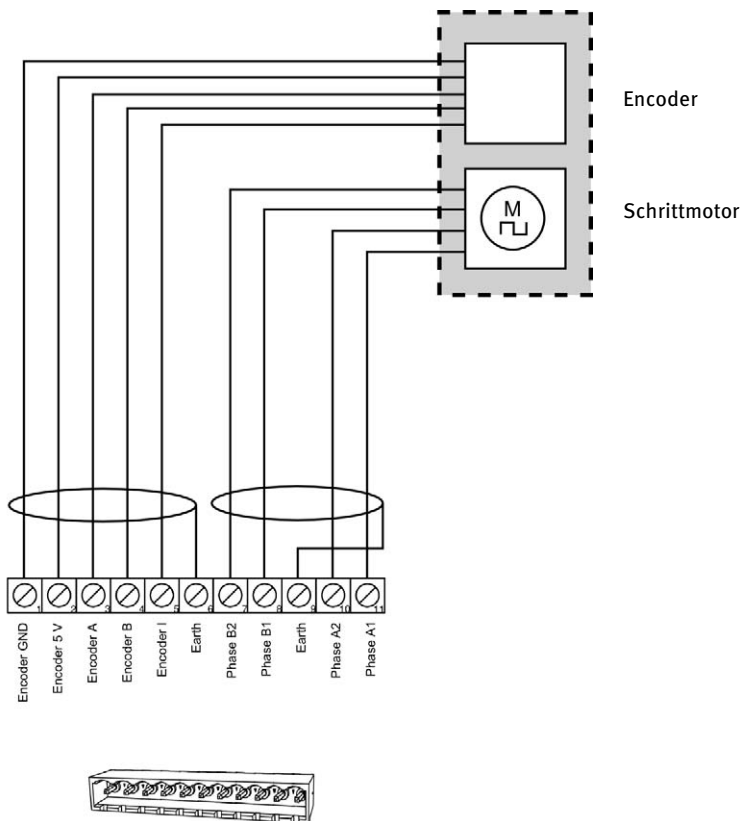 Encoder
M
Schrittmotor
1
2
3
4
5
6
7
8
9
10
11
Encoder GND
Encoder 5 V
Encoder A
Encoder B
Encoder I
Earth
Phase B2
Phase B1
Earth
Phase A2
Phase A1